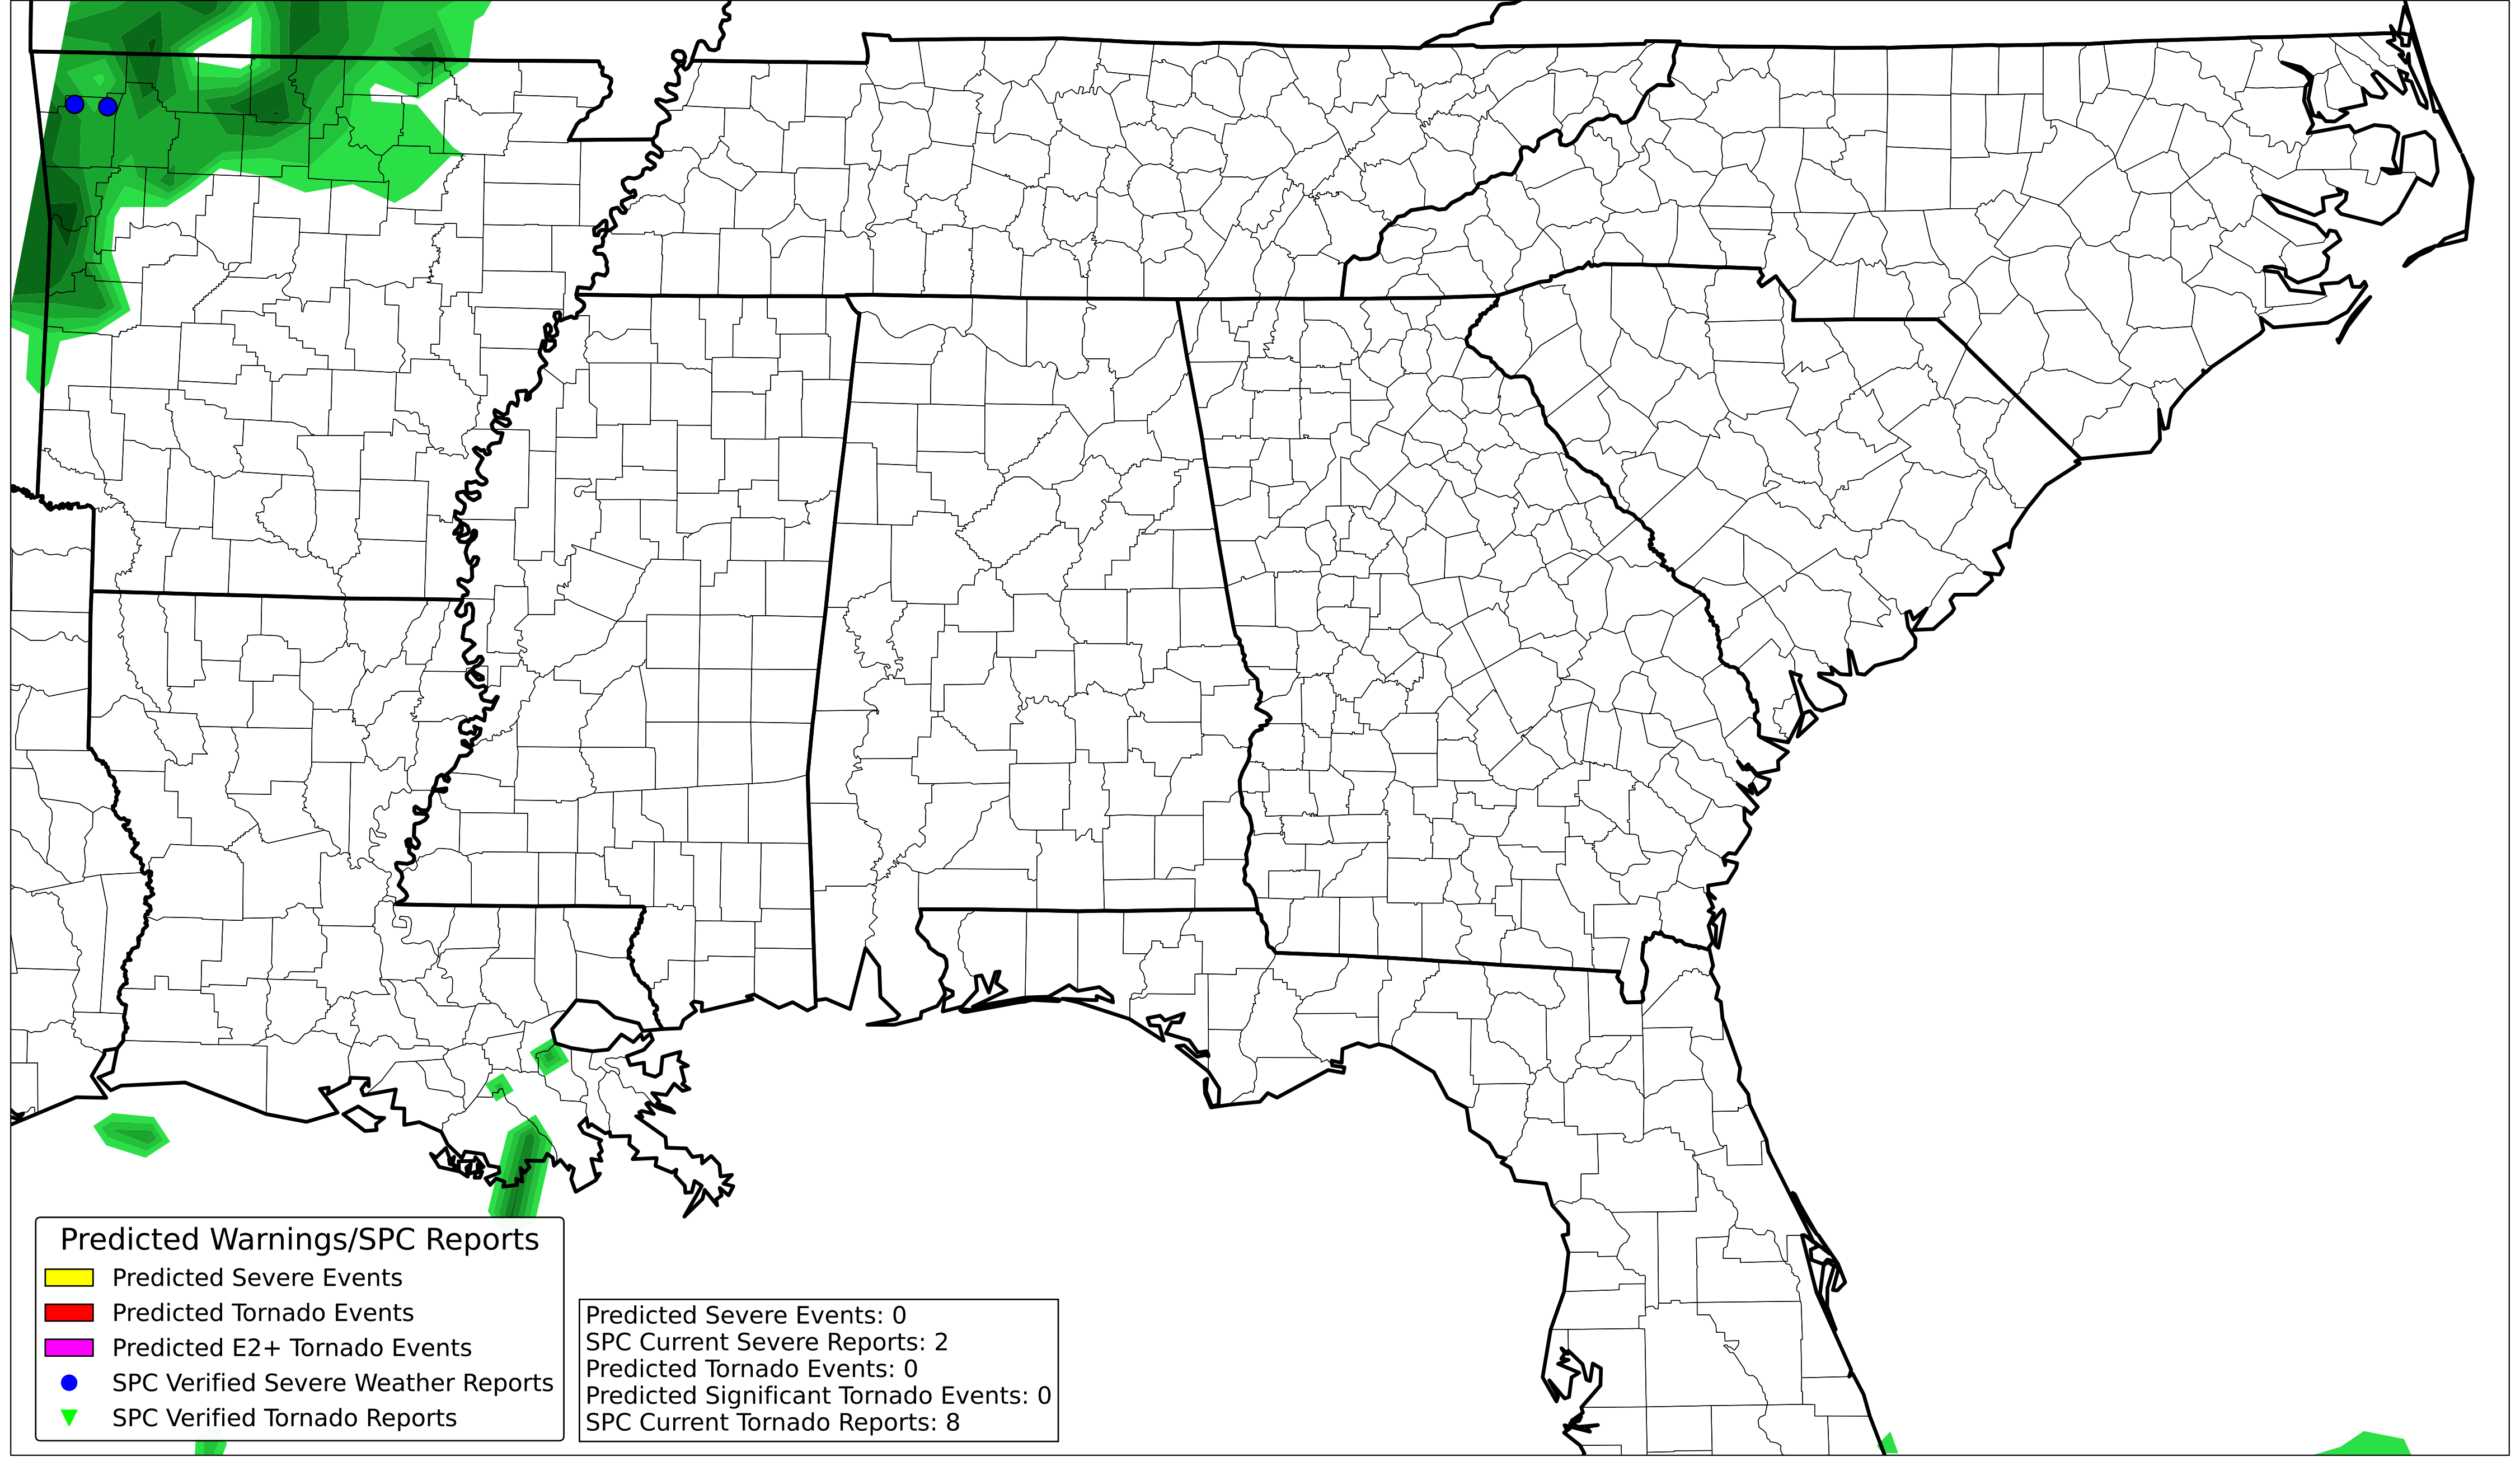 Predicted Warnings/SPC Reports
Predicted Severe Events
Predicted Tornado Events
Predicted E2+ Tornado Events
SPC Verified Severe Weather Reports
SPC Verified Tornado Reports
Predicted Severe Events: 0
SPC Current Severe Reports: 2
Predicted Tornado Events: 0
Predicted Significant Tornado Events: 0
SPC Current Tornado Reports: 8